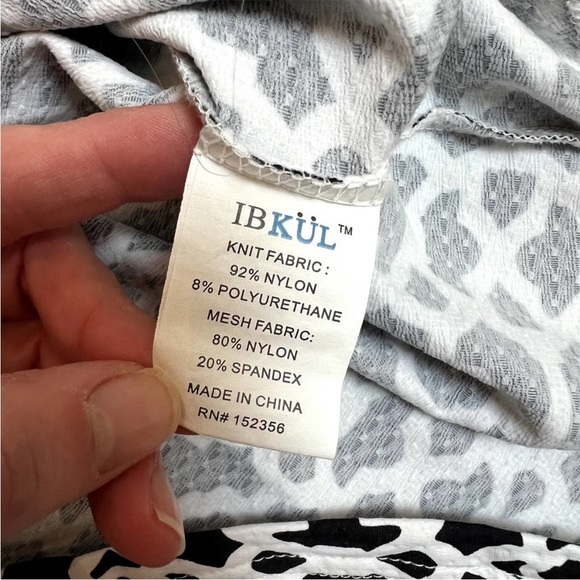 IBKÜL™
KNIT FABRIC :
92% NYLON
8% POLYURETHANE
MESH FABRIC:
80% NYLON
20% SPANDEX
MADE IN CHINA
RN# 152356